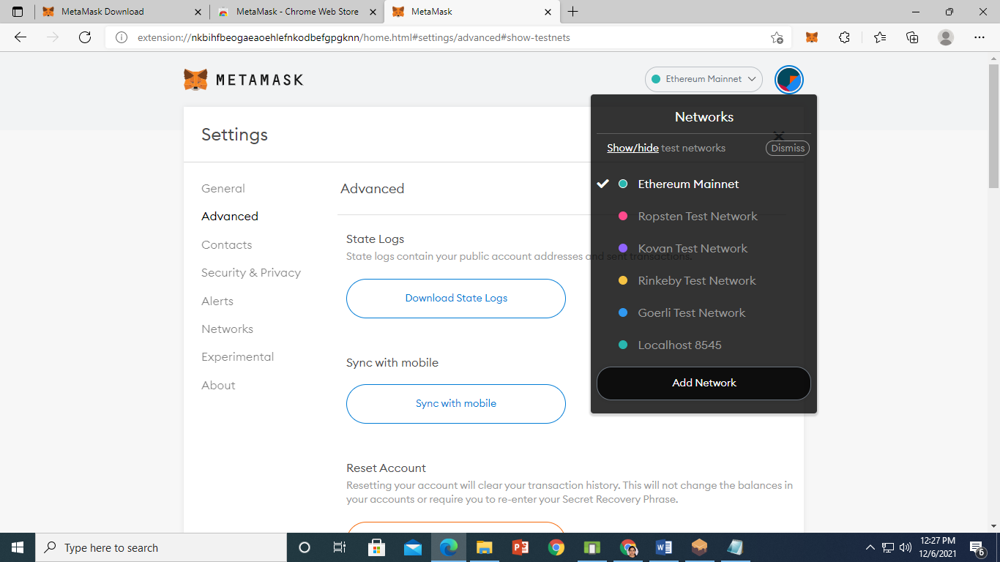 MetaMask Download
MetaMask - Chrome Web Store
MetaMask
extension://nkbihfbeogaeaoehlefnkodbefgpgknn/home.html#settings/advanced#show-testnets
METAMASK
Ethereum Mainnet
Networks
Show/hide test networks
Dismiss
Ethereum Mainnet
Ropsten Test Network
Kovan Test Network
Rinkeby Test Network
Goerli Test Network
Localhost 8545
Add Network
Settings
General
Advanced
Contacts
Security & Privacy
Alerts
Networks
Experimental
About
Advanced
State Logs
State logs contain your public account addresses and sent transactions.
Download State Logs
Sync with mobile
Sync with mobile
Reset Account
Resetting your account will clear your transaction history. This will not change the balances in
your accounts or require you to re-enter your Secret Recovery Phrase.
Type here to search
12:27 PM
12/6/2021
6